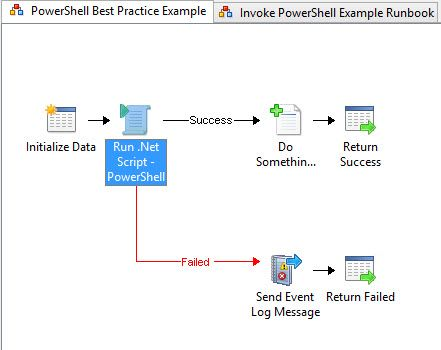 PowerShell Best Practice Example
Invoke PowerShell Example Runbook
Initialize Data
Run .Net
Script -
PowerShell
Success
Do
Somethin...
Return
Success
Failed
Send Event
Log Message
Return Failed